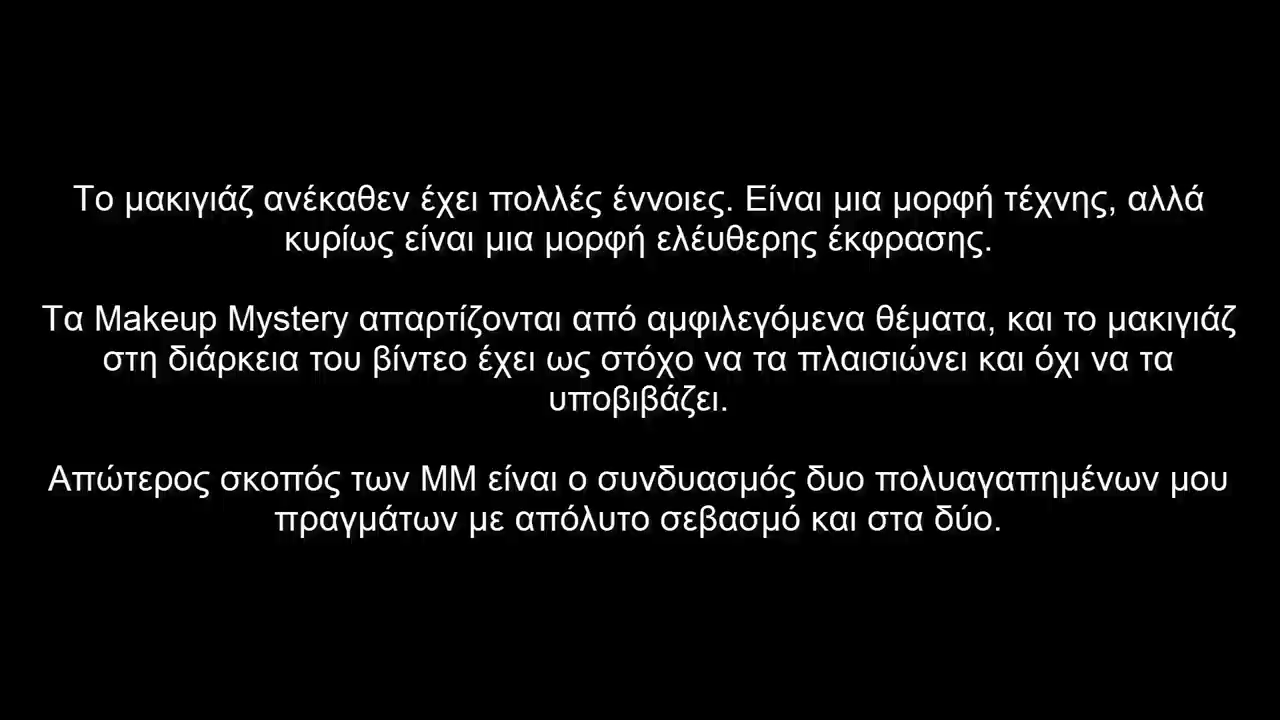 Το μακιγιάζ ανέκαθεν έχει πολλές έννοιες. Είναι μια μορφή τέχνης, αλλά
κυρίως είναι μια μορφή ελέυθερης έκφρασης.
Τα Makeup Mystery απαρτίζονται από αμφιλεγόμενα θέματα, και το μακιγιάζ
στη διάρκεια του βίντεο έχει ως στόχο να τα πλαισιώνει και όχι να τα
υποβιβάζει.
Απώτερος σκοπός των ΜΜ είναι ο συνδυασμός δυο πολυαγαπημένων μου
πραγμάτων με απόλυτο σεβασμό και στα δύο.